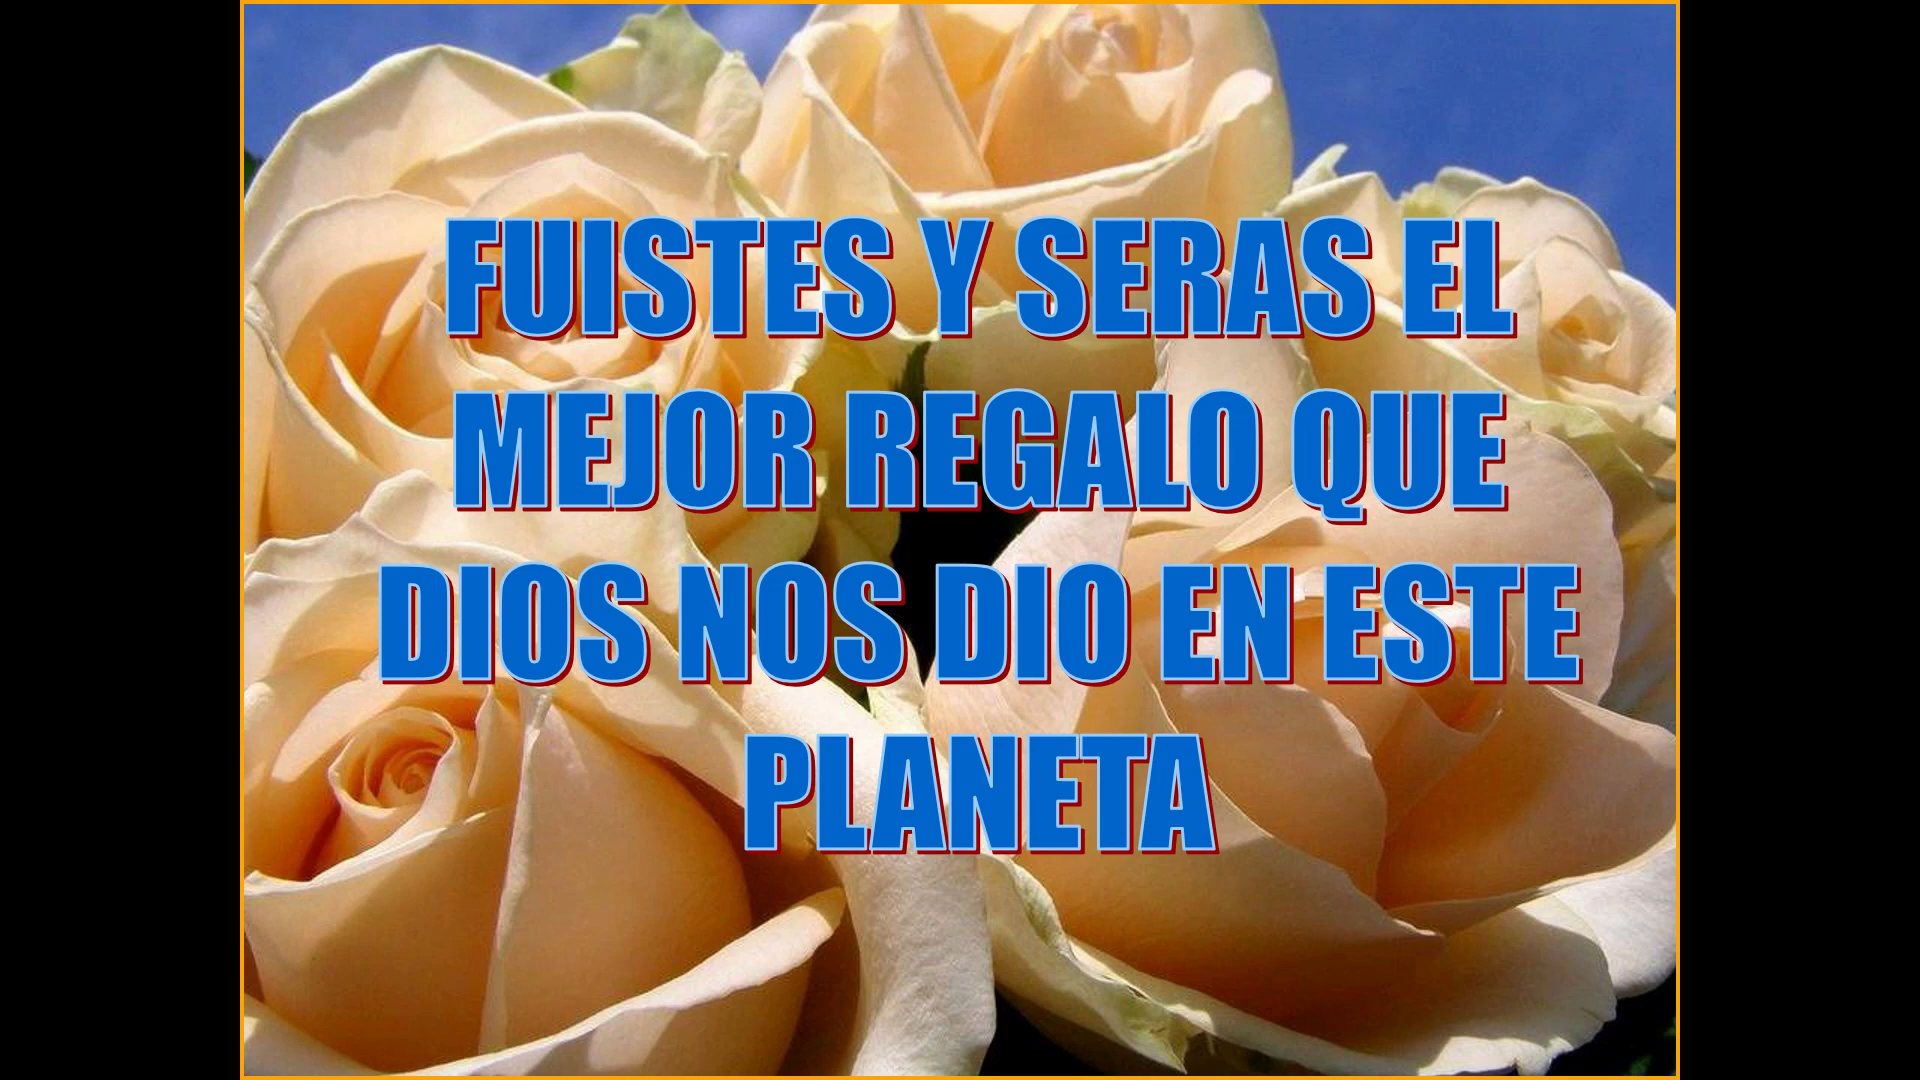 FUISTES Y SERAS EL
MEJOR REGALO QUE
DIOS NOS DIO EN ESTE
PLANETA